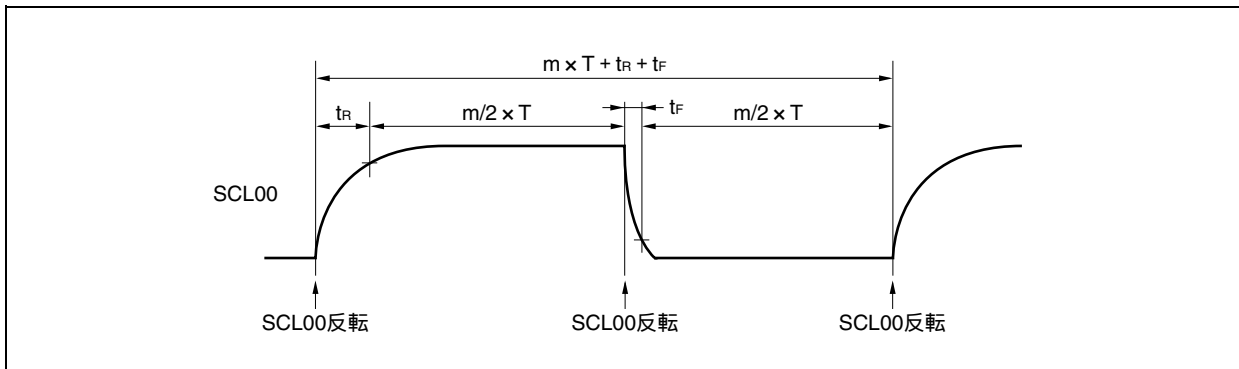 m × T + tR + tF
tR
m/2 × T
tF
m/2 × T
SCL00
SCL00反転
SCL00反転
SCL00反転